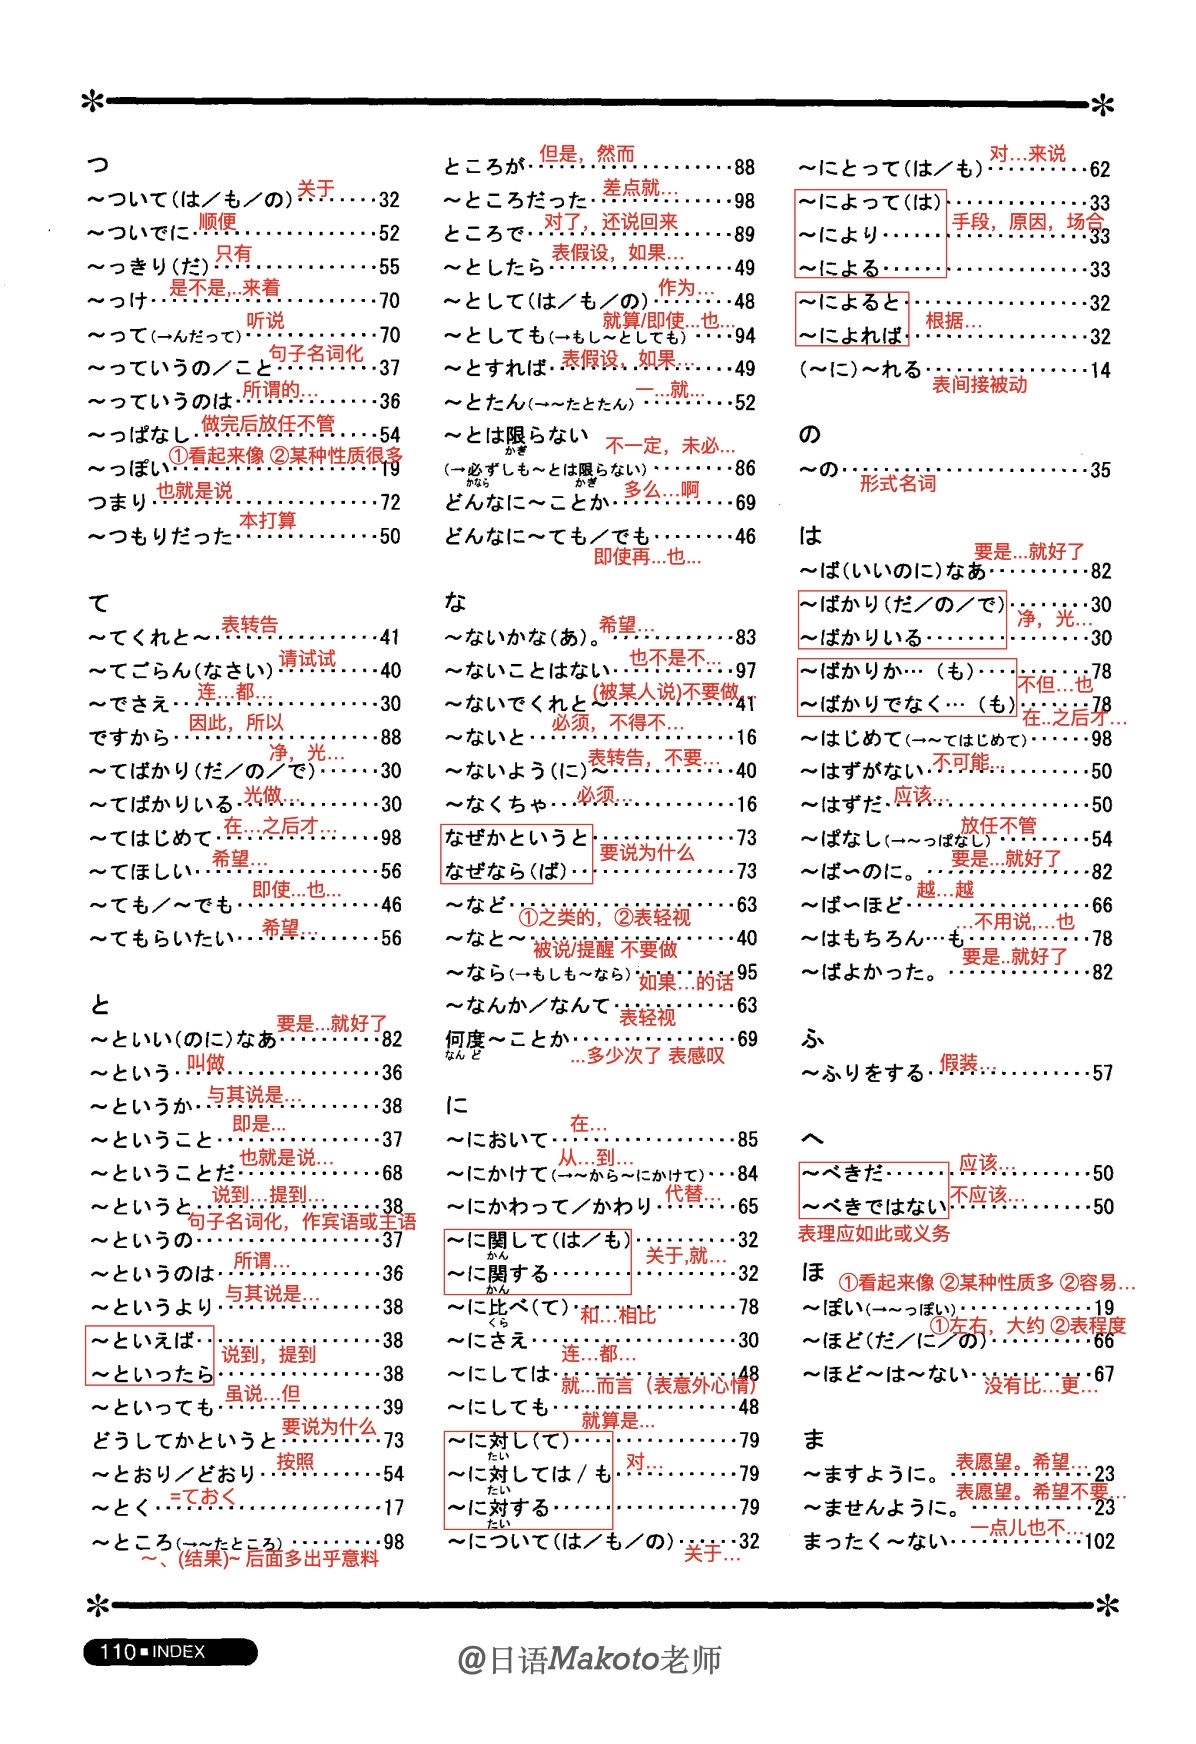 つ
～ついて(は／も／の)………32 关于
～ついでに………52 顺便
～っきり(だ)………55 只有
～っけ………70 是不是,..来着
～って(→んだって)………70 听说
～っていうの／こと………37 句子名词化
～っていうのは………36 所谓的…
～っぱなし………54 做完后放任不管
～っぽい………19 ①看起来像 ②某种性质很多
つまり………72 也就是说
～つもりだった………50 本打算
て
～てくれと～………41 表转告
～てごらん(なさい)………40 请试试
～でさえ………30 连…都…
ですから………88 因此，所以
～てばかり(だ／の／で)………30 净，光…
～てばかりいる………30 光做…
～てはじめて………98 在…之后才…
～てほしい………56 希望…
～ても／～でも………46 即使…也…
～てもらいたい………56 希望…
と
～といい(のに)なあ………82 要是…就好了
～という………36 叫做
～というか………38 与其说是…
～ということ………37 即是…
～ということだ………68 也就是说…
～というと………38 说到…提到…
～というの………37 句子名词化，作宾语或主语
～というのは………36 所谓…
～というより………38 与其说是…
～といえば………38
～といったら………38 说到，提到
～といっても………39 虽说…但
どうしてかというと………73 要说为什么
～とおり／どおり………54 按照
～とく………17 =ておく
～ところ(→～たところ)………98
～、(结果)~ 后面多出乎意料
ところが………88 但是，然而
～ところだった………98 差点就…
ところで………89 对了，还说回来
～としたら………49 表假设，如果…
～として(は／も／の)………48 作为…
～としても(→もし～としても)………94 就算/即使…也…
～とすれば………49 表假设，如果…
～とたん(→～たとたん)………52 一…就…
～とは限らない 不一定，未必…
かぎ
(→必ずしも～とは限らない)………86
かなら かぎ
どんなに～ことか………69 多么…啊
どんなに～ても／でも………46
即使再…也…
な
～ないかな(あ)。………83 希望…
～ないことはない………97 也不是不…
～ないでくれと～………41 (被某人说)不要做…
～ないと………16 必须，不得不…
～ないよう(に)～………40 表转告，不要…
～なくちゃ………16 必须…
なぜかというと………73
なぜなら(ば)………73 要说为什么
～など………63
①之类的，②表轻视
～なと～………40
被说/提醒 不要做
～なら(→もしも～なら)………95
如果…的话
～なんか／なんて………63
表轻视
何度～ことか………69
なん ど
…多少次了 表感叹
に
～において………85 在…
～にかけて(→～から～にかけて)…84 从…到…
～にかわって／かわり………65 代替…
～に関して(は／も)………32
かん
关于,就…
～に関する………32
かん
～に比べ(て)………78
くら
和…相比
～にさえ………30
连…都…
～にしては………48
就…而言（表意外心情）
～にしても………48
就算是…
～に対し(て)………79
たい
～に対しては／も………79 对…
たい
～に対する………79
たい
～について(は／も／の)………32
关于…
～にとって(は／も)………62 对…来说
～によって(は)………33
～により………33 手段，原因，场合
～による………33
～によると………32
～によれば………32 根据…
(～に)～れる………14
表间接被动
の
～の………35
形式名词
は
～ば(いいのに)なあ………82 要是…就好了
～ばかり(だ／の／で)………30
～ばかりいる………30 净，光…
～ばかりか…（も)………78
～ばかりでなく…（も)………78 不但…也
～はじめて(→～てはじめて)………98 在..之后才…
～はずがない………50 不可能…
～はずだ………50 应该…
～ぱなし(→～っぱなし)………54 放任不管
～ば～のに。………82 要是…就好了
～ば～ほど………66 越…越
～はもちろん…も………78 …不用说,…也
～ばよかった。………82 要是..就好了
ふ
～ふりをする………57 假装…
へ
～べきだ………50 应该…
～べきではない………50 不应该…
表理应如此或义务
ほ
～ぽい(→～っぽい)………19 ①看起来像 ②某种性质多 ②容易…
～ほど(だ／に／の)………66 ①左右，大约 ②表程度
～ほど～は～ない………67
没有比…更…
ま
～ますように。………23 表愿望。希望…
～ませんように。………23 表愿望。希望不要…
まったく～ない………102 一点儿也不…
110■INDEX
@日语Makoto老师